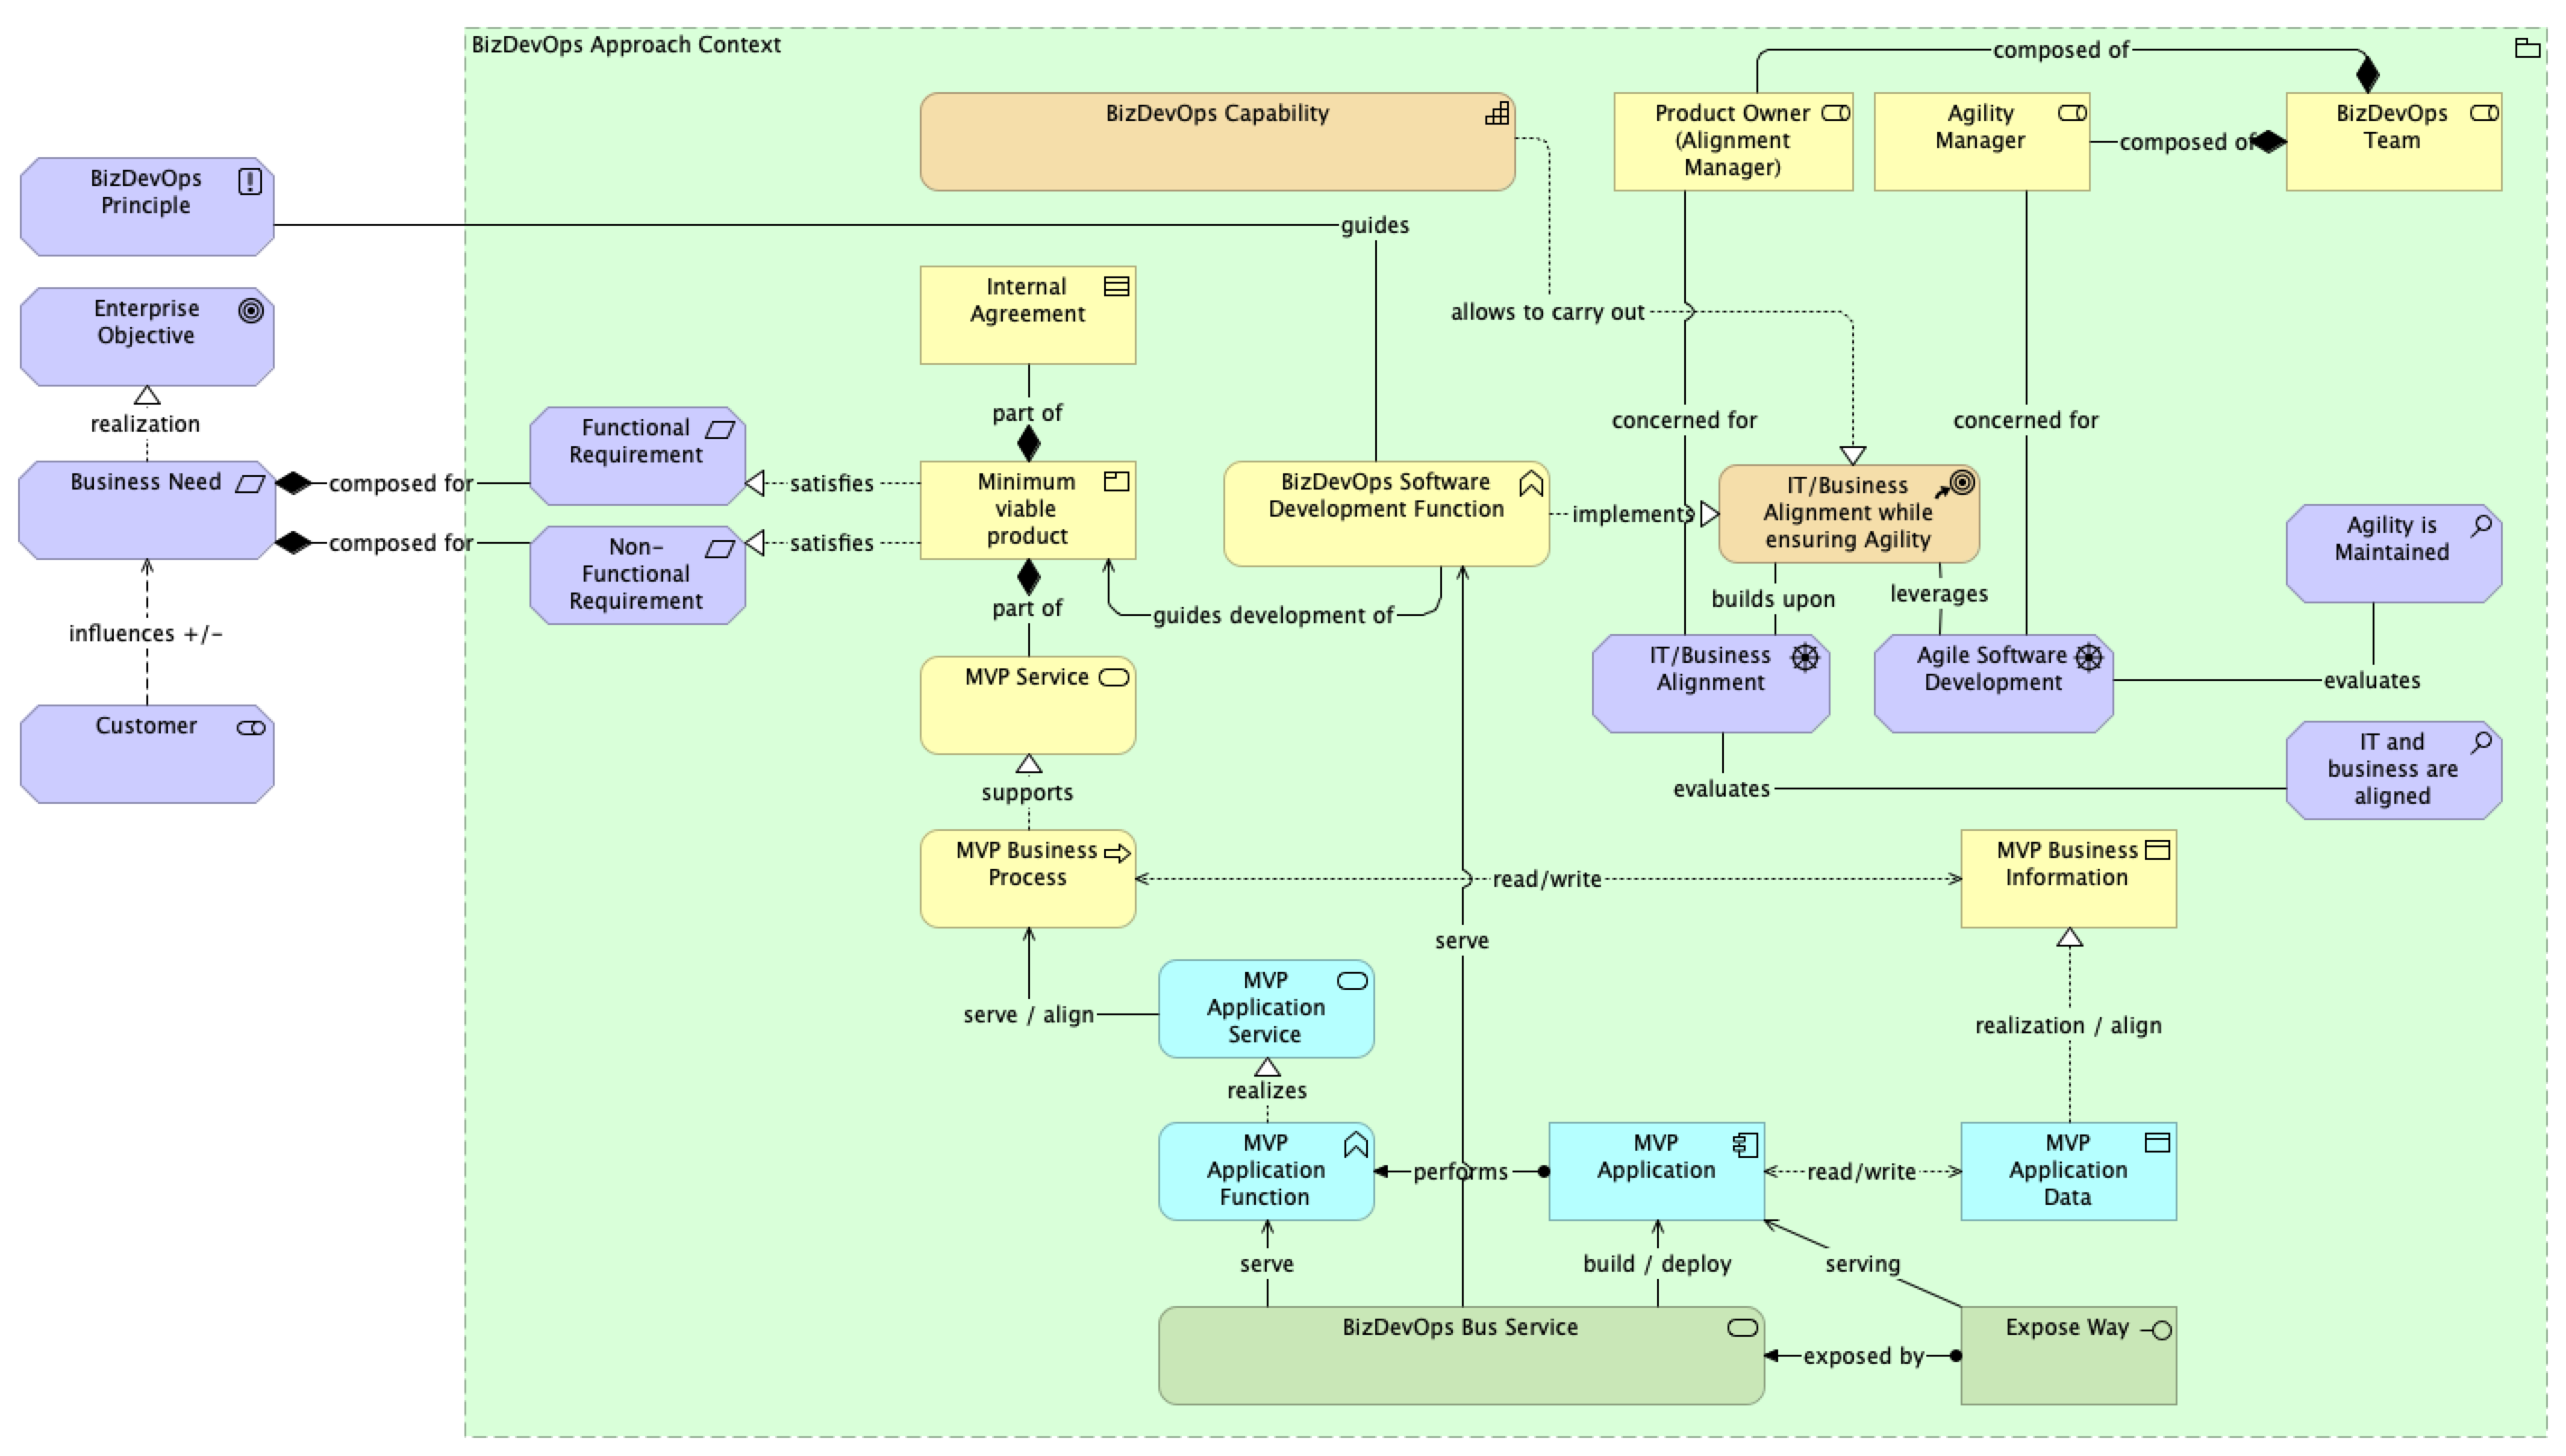 BizDevOps Approach Context
composed of
BizDevOps Capability
Product Owner
(Alignment
Manager)
Agility
Manager
composed of
BizDevOps
Team
BizDevOps
Principle
guides
Enterprise
Objective
Internal
Agreement
allows to carry out
realization
part of
concerned for
concerned for
Functional
Requirement
Business Need
composed for
satisfies
Minimum
viable
product
BizDevOps Software
Development Function
implements
IT/Business
Alignment while
ensuring Agility
Agility is
Maintained
composed for
Non-
Functional
Requirement
satisfies
part of
guides development of
builds upon
leverages
influences +/-
MVP Service
IT/Business
Alignment
Agile Software
Development
evaluates
Customer
IT and
business are
aligned
supports
evaluates
MVP Business
Process
read/write
MVP Business
Information
serve
MVP
Application
Service
serve / align
realization / align
realizes
MVP
Application
Function
performs
MVP
Application
read/write
MVP
Application
Data
serve
build / deploy
serving
BizDevOps Bus Service
Expose Way
exposed by